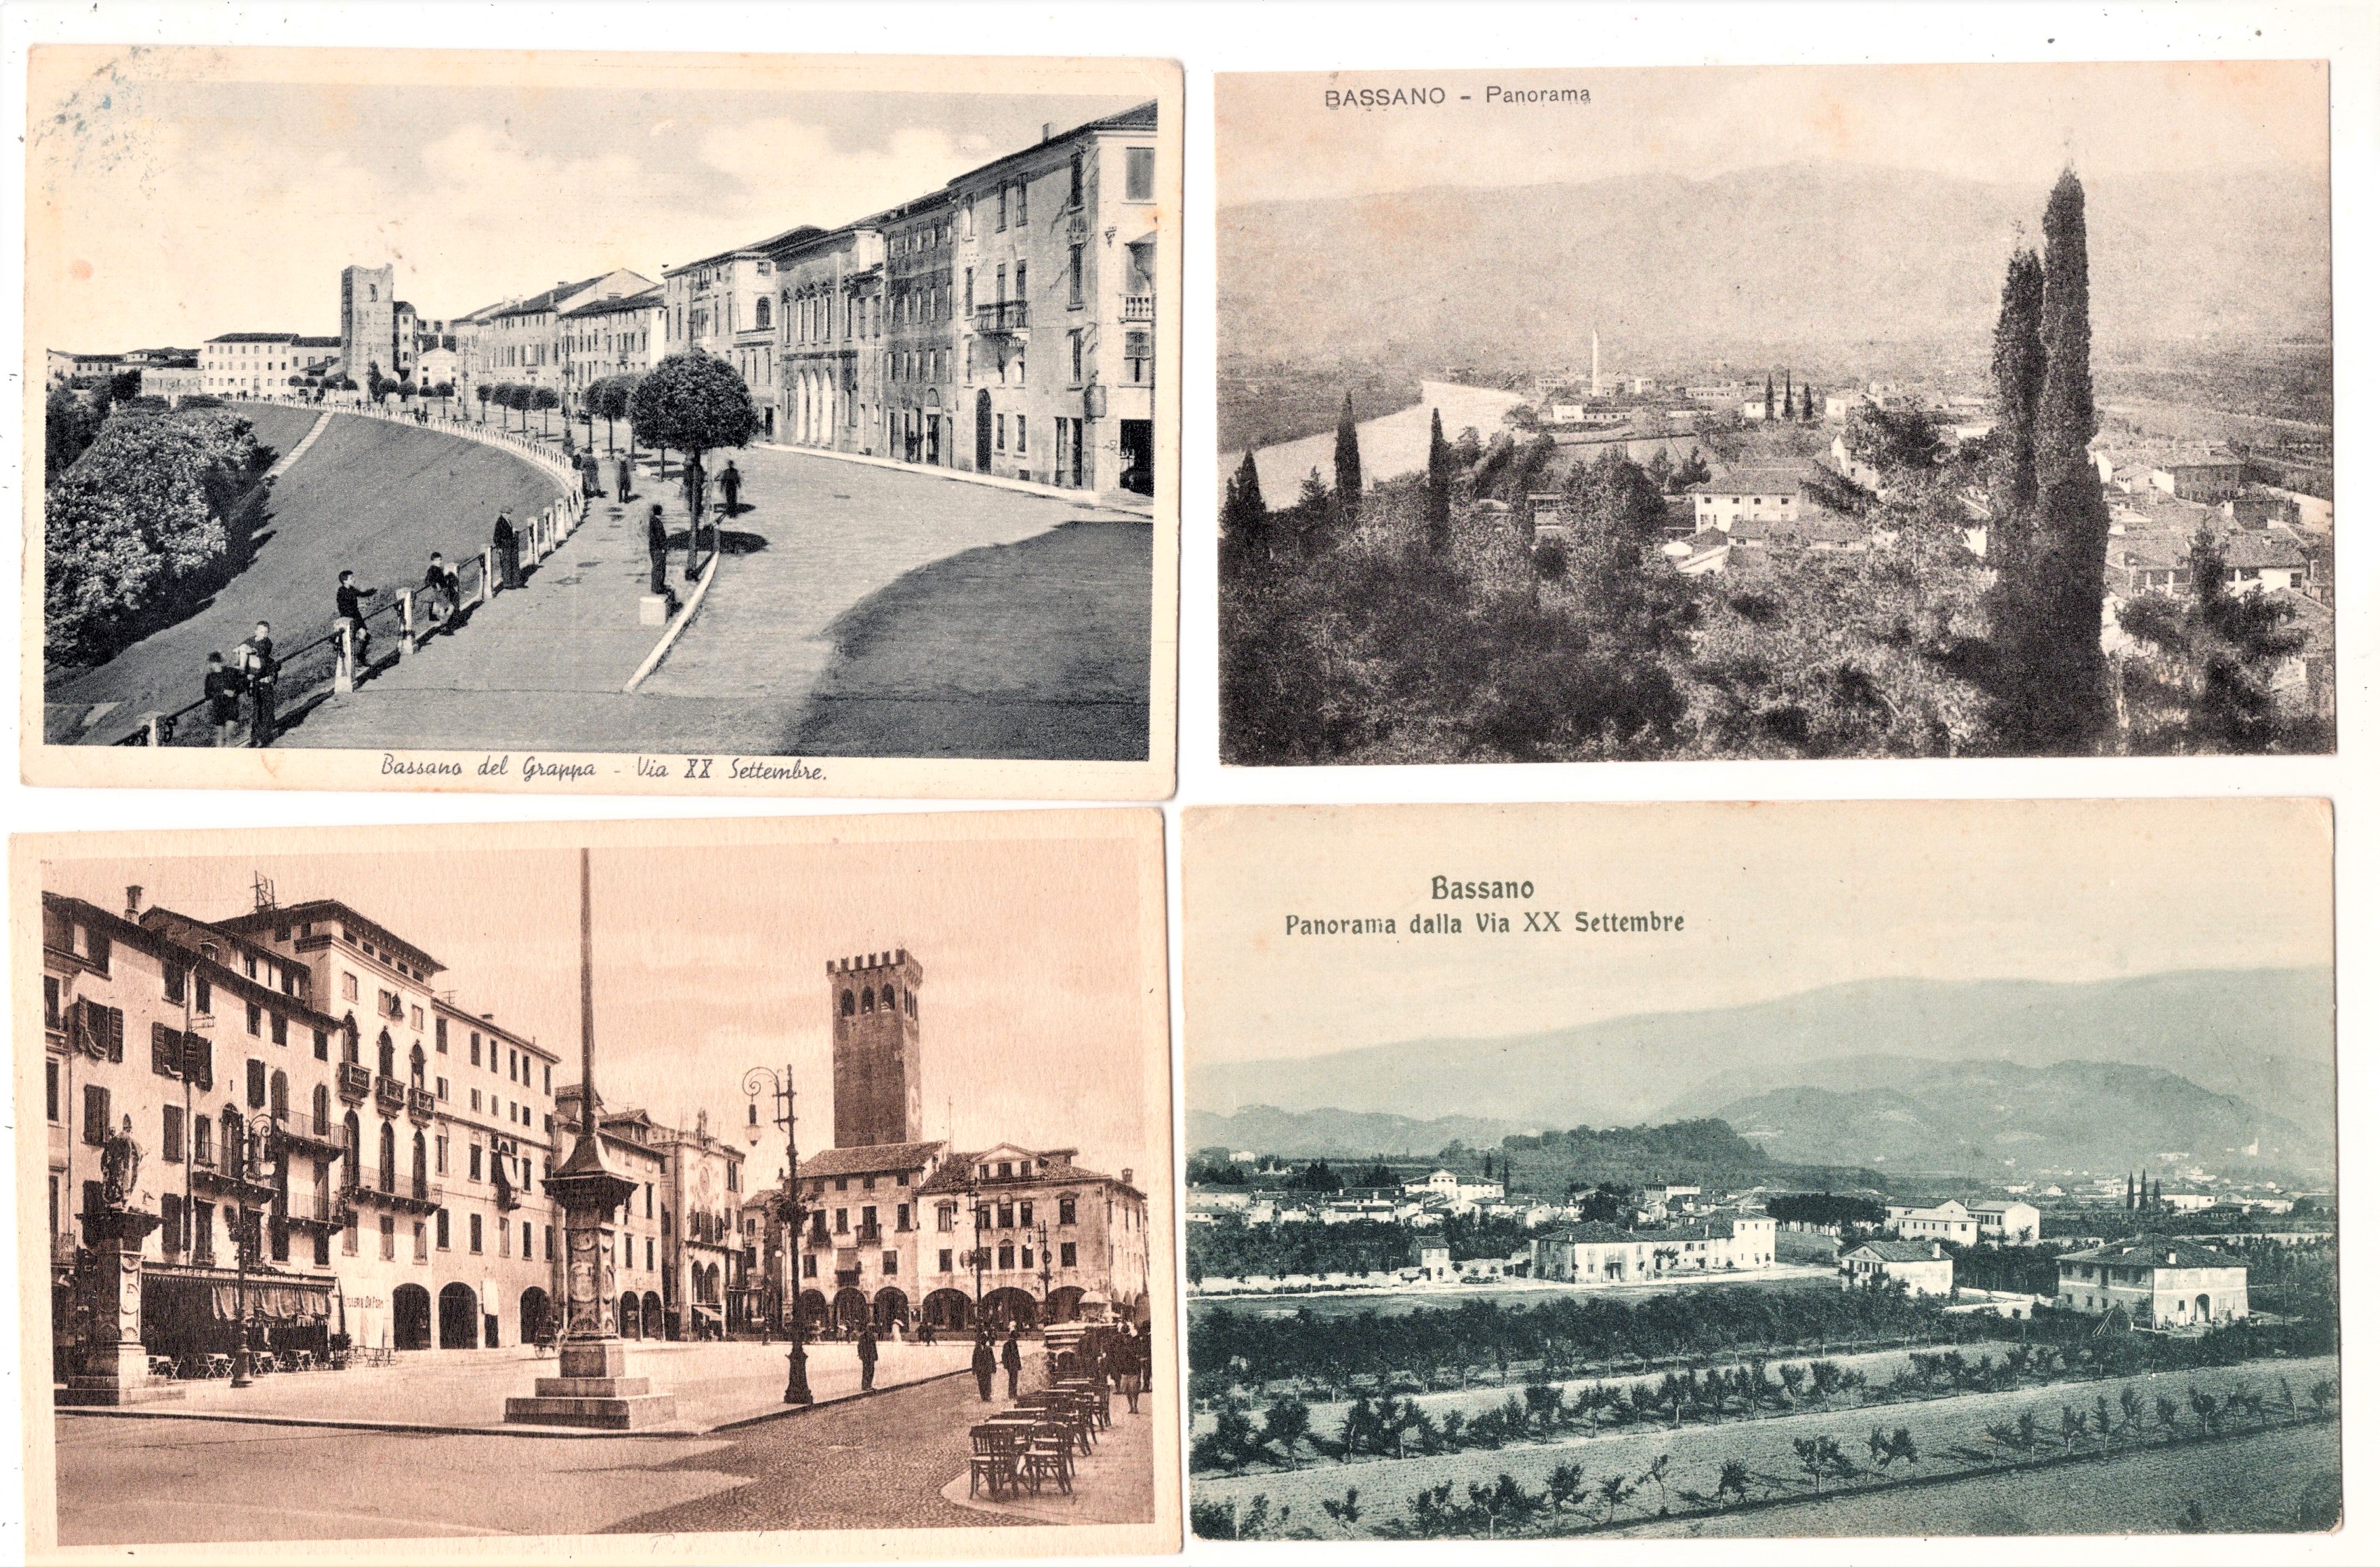 Bassano del Grappa - Via XX Settembre.
BASSANO - Panorama
Bassano
Panorama dalla Via XX Settembre